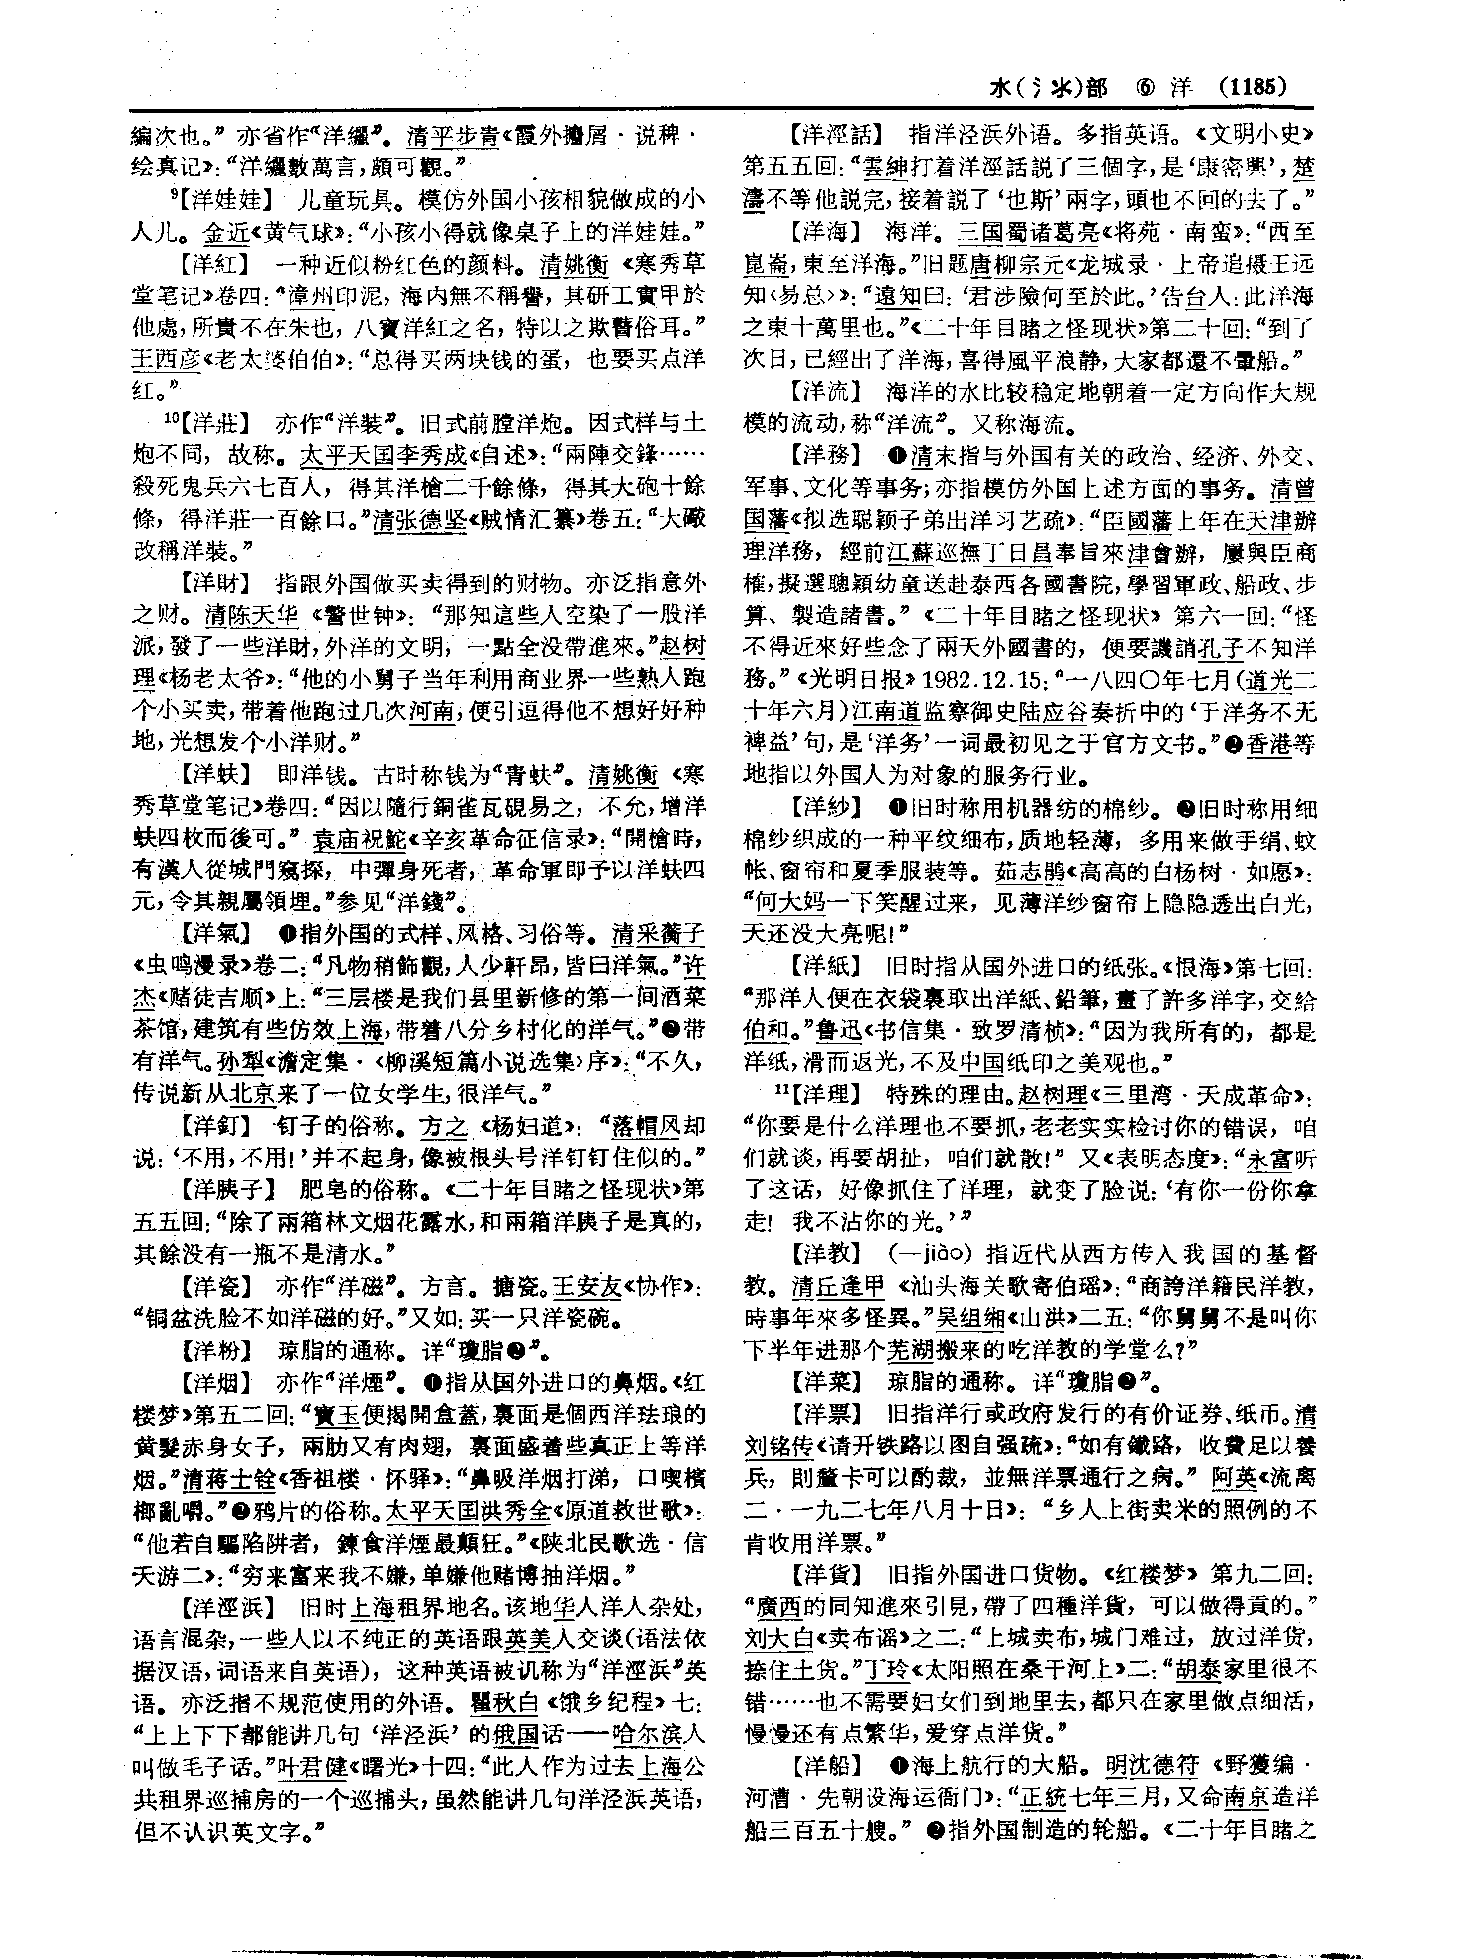 水(氵氺)部 ⑥ 洋 (1185)
编次也。”亦省作“洋纚”。清平步青《霞外攟屑·说稗·
绘真记》：“洋纚數萬言，頗可觀。”
⁹【洋娃娃】 儿童玩具。模仿外国小孩相貌做成的小
人儿。金近《黄气球》：“小孩小得就像桌子上的洋娃娃。”
【洋紅】 一种近似粉红色的颜料。清姚衡《寒秀草
堂笔记》卷四：“漳州印泥，海内無不稱譽，其研工實甲於
他處，所貴不在朱也，八寶洋紅之名，特以之欺瞽俗耳。”
王西彦《老太婆伯伯》：“总得买两块钱的蛋，也要买点洋
红。”
¹⁰【洋莊】 亦作“洋装”。旧式前膛洋炮。因式样与土
炮不同，故称。太平天国李秀成《自述》：“兩陣交鋒……
殺死鬼兵六七百人，得其洋槍二千餘條，得其大砲十餘
條，得洋莊一百餘口。”清张德坚《贼情汇纂》卷五：“大礮
改稱洋裝。”
【洋財】 指跟外国做买卖得到的财物。亦泛指意外
之财。清陈天华《警世钟》：“那知這些人空染了一股洋
派，發了一些洋財，外洋的文明，一點全没帶進來。”赵树
理《杨老太爷》：“他的小舅子当年利用商业界一些熟人跑
个小买卖，带着他跑过几次河南，便引逗得他不想好好种
地，光想发个小洋财。”
【洋蚨】 即洋钱。古时称钱为“青蚨”。清姚衡《寒
秀草堂笔记》卷四：“因以隨行銅雀瓦硯易之，不允，增洋
蚨四枚而後可。”袁庙祝鮀《辛亥革命征信录》：“開槍時，
有漢人從城門窺探，中彈身死者，革命軍即予以洋蚨四
元，令其親屬領埋。”参见“洋錢”。
【洋氣】 ❶指外国的式样、风格、习俗等。清采蘅子
《虫鸣漫录》卷二：“凡物稍飾觀，人少軒昂，皆曰洋氣。”许
杰《赌徒吉顺》上：“三层楼是我们县里新修的第一间酒菜
茶馆，建筑有些仿效上海，带着八分乡村化的洋气。”❷带
有洋气。孙犁《澹定集·〈柳溪短篇小说选集〉序》：“不久，
传说新从北京来了一位女学生，很洋气。”
【洋釘】 钉子的俗称。方之《杨妇道》：“落帽风却
说：‘不用，不用！’并不起身，像被根头号洋钉钉住似的。”
【洋胰子】 肥皂的俗称。《二十年目睹之怪现状》第
五五回：“除了兩箱林文烟花露水，和兩箱洋胰子是真的，
其餘没有一瓶不是清水。”
【洋瓷】 亦作“洋磁”。方言。搪瓷。王安友《协作》：
“铜盆洗脸不如洋磁的好。”又如：买一只洋瓷碗。
【洋粉】 琼脂的通称。详“瓊脂❷”。
【洋烟】 亦作“洋煙”。❶指从国外进口的鼻烟。《红
楼梦》第五二回：“寶玉便揭開盒蓋，裏面是個西洋珐琅的
黄髮赤身女子，兩肋又有肉翅，裏面盛着些真正上等洋
烟。”清蒋士铨《香祖楼·怀驿》：“鼻吸洋烟打涕，口喫檳
榔亂嚼。”❷鸦片的俗称。太平天国洪秀全《原道救世歌》：
“他若自驅陷阱者，鍊食洋煙最顛狂。”《陕北民歌选·信
天游二》：“穷来富来我不嫌，单嫌他赌博抽洋烟。”
【洋涇浜】 旧时上海租界地名。该地华人洋人杂处，
语言混杂，一些人以不纯正的英语跟英美人交谈（语法依
据汉语，词语来自英语），这种英语被讥称为“洋涇浜”英
语。亦泛指不规范使用的外语。瞿秋白《饿乡纪程》七：
“上上下下都能讲几句‘洋泾浜’的俄国话——哈尔滨人
叫做毛子话。”叶君健《曙光》十四：“此人作为过去上海公
共租界巡捕房的一个巡捕头，虽然能讲几句洋泾浜英语，
但不认识英文字。”
【洋涇話】 指洋泾浜外语。多指英语。《文明小史》
第五五回：“雲紳打着洋涇話説了三個字，是‘康密興’，楚
濤不等他説完，接着説了‘也斯’兩字，頭也不回的去了。”
【洋海】 海洋。三国蜀诸葛亮《将苑·南蛮》：“西至
崑崙，東至洋海。”旧题唐柳宗元《龙城录·上帝追摄王远
知〈易总〉》：“遠知曰：‘君涉險何至於此。’告台人：此洋海
之東十萬里也。”《二十年目睹之怪现状》第二十回：“到了
次日，已經出了洋海，喜得風平浪静，大家都還不暈船。”
【洋流】 海洋的水比较稳定地朝着一定方向作大规
模的流动，称“洋流”。又称海流。
【洋務】 ❶清末指与外国有关的政治、经济、外交、
军事、文化等事务；亦指模仿外国上述方面的事务。清曾
国藩《拟选聪颖子弟出洋习艺疏》：“臣國藩上年在天津辦
理洋務，經前江蘇巡撫丁日昌奉旨來津會辦，屢與臣商
榷，擬選聰穎幼童送赴泰西各國書院，學習軍政、船政、步
算、製造諸書。”《二十年目睹之怪现状》第六一回：“怪
不得近來好些念了兩天外國書的，便要譏誚孔子不知洋
務。”《光明日报》1982.12.15：“一八四〇年七月（道光二
十年六月）江南道监察御史陆应谷奏折中的‘于洋务不无
裨益’句，是‘洋务’一词最初见之于官方文书。”❷香港等
地指以外国人为对象的服务行业。
【洋紗】 ❶旧时称用机器纺的棉纱。❷旧时称用细
棉纱织成的一种平纹细布，质地轻薄，多用来做手绢、蚊
帐、窗帘和夏季服装等。茹志鹃《高高的白杨树·如愿》：
“何大妈一下笑醒过来，见薄洋纱窗帘上隐隐透出白光，
天还没大亮呢！”
【洋紙】 旧时指从国外进口的纸张。《恨海》第七回：
“那洋人便在衣袋裏取出洋紙、鉛筆，畫了許多洋字，交給
伯和。”鲁迅《书信集·致罗清桢》：“因为我所有的，都是
洋纸，滑而返光，不及中国纸印之美观也。”
¹¹【洋理】 特殊的理由。赵树理《三里湾·天成革命》：
“你要是什么洋理也不要抓，老老实实检讨你的错误，咱
们就谈，再要胡扯，咱们就散！”又《表明态度》：“永富听
了这话，好像抓住了洋理，就变了脸说：‘有你一份你拿
走！我不沾你的光。’”
【洋教】 （—jiào）指近代从西方传入我国的基督
教。清丘逢甲《汕头海关歌寄伯瑶》：“商誇洋籍民洋教，
時事年來多怪異。”吴组缃《山洪》二五：“你舅舅不是叫你
下半年进那个芜湖搬来的吃洋教的学堂么？”
【洋菜】 琼脂的通称。详“瓊脂❷”。
【洋票】 旧指洋行或政府发行的有价证券、纸币。清
刘铭传《请开铁路以图自强疏》：“如有鐵路，收費足以養
兵，則釐卡可以酌裁，並無洋票通行之病。”阿英《流离
二·一九二七年八月十日》：“乡人上街卖米的照例的不
肯收用洋票。”
【洋貨】 旧指外国进口货物。《红楼梦》第九二回：
“廣西的同知進來引見，帶了四種洋貨，可以做得貢的。”
刘大白《卖布谣》之二：“上城卖布，城门难过，放过洋货，
捺住土货。”丁玲《太阳照在桑干河上》二：“胡泰家里很不
错……也不需要妇女们到地里去，都只在家里做点细活，
慢慢还有点繁华，爱穿点洋货。”
【洋船】 ❶海上航行的大船。明沈德符《野獲编·
河漕·先朝设海运衙门》：“正統七年三月，又命南京造洋
船三百五十艘。”❷指外国制造的轮船。《二十年目睹之